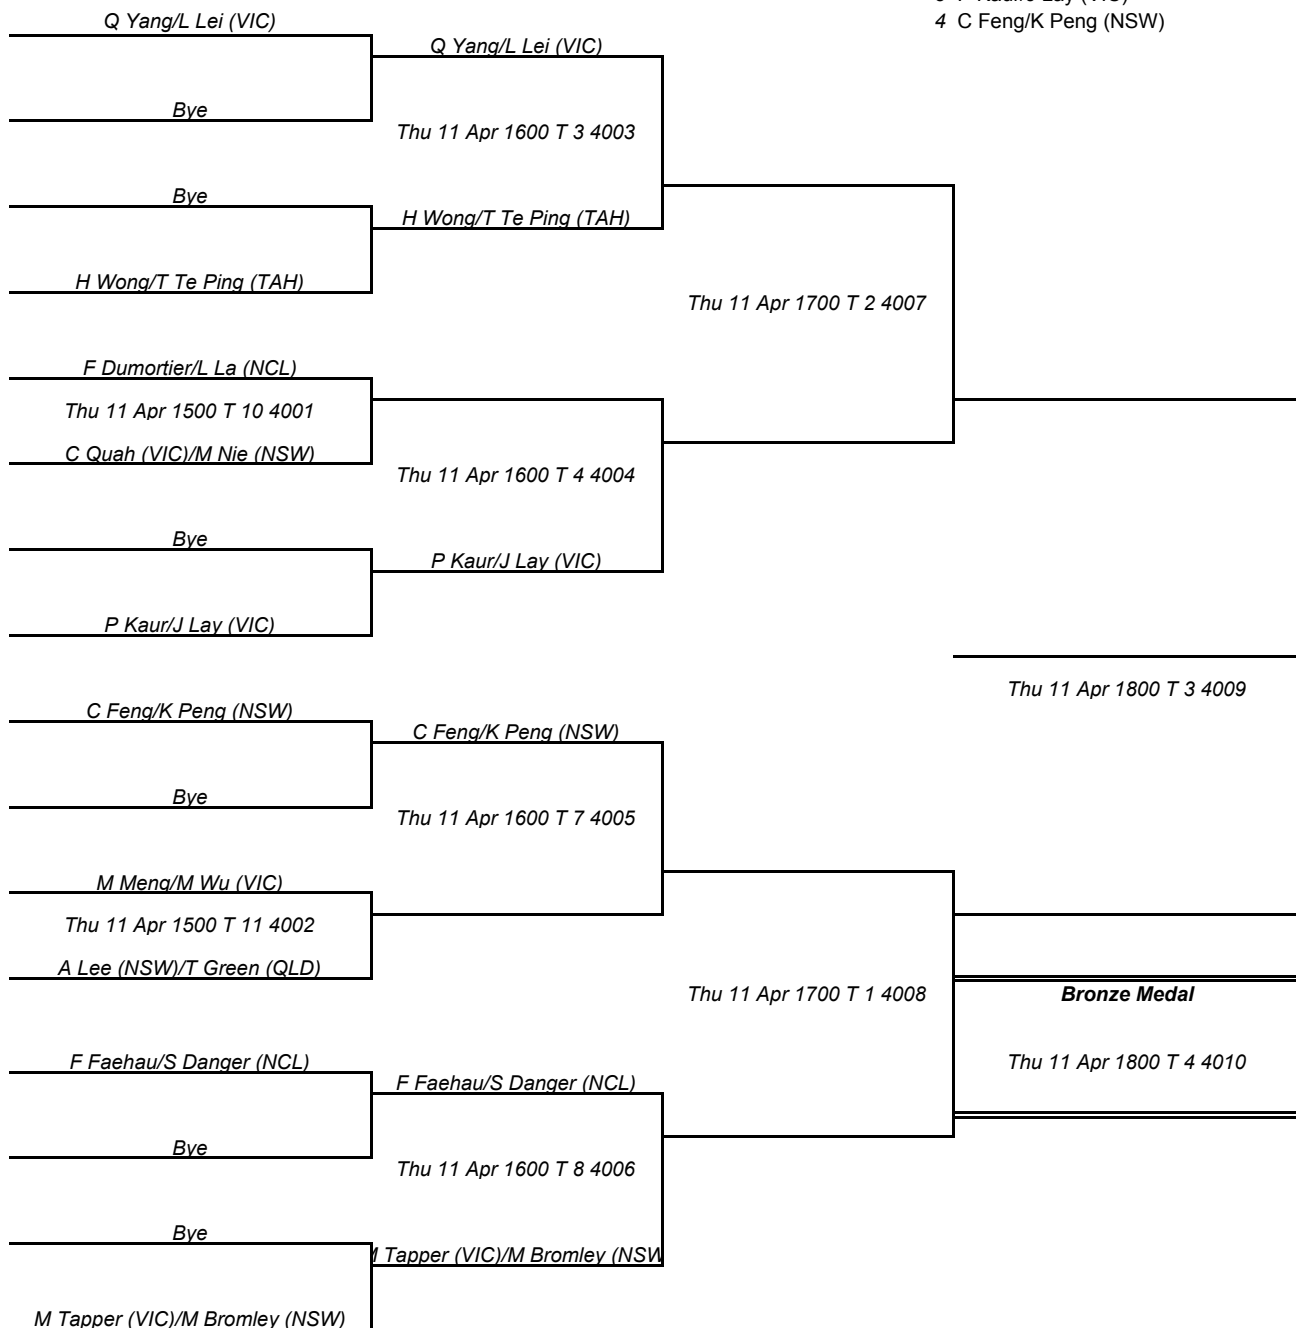 Q Yang/L Lei (VIC)
4 C Feng/K Peng (NSW)
Q Yang/L Lei (VIC)
Bye
Thu 11 Apr 1600 T 3 4003
Bye
H Wong/T Te Ping (TAH)
H Wong/T Te Ping (TAH)
Thu 11 Apr 1700 T 2 4007
F Dumortier/L La (NCL)
Thu 11 Apr 1500 T 10 4001
C Quah (VIC)/M Nie (NSW)
Thu 11 Apr 1600 T 4 4004
Bye
P Kaur/J Lay (VIC)
P Kaur/J Lay (VIC)
Thu 11 Apr 1800 T 3 4009
C Feng/K Peng (NSW)
C Feng/K Peng (NSW)
Bye
Thu 11 Apr 1600 T 7 4005
M Meng/M Wu (VIC)
Thu 11 Apr 1500 T 11 4002
A Lee (NSW)/T Green (QLD)
Thu 11 Apr 1700 T 1 4008
Bronze Medal
F Faehau/S Danger (NCL)
Thu 11 Apr 1800 T 4 4010
F Faehau/S Danger (NCL)
Bye
Thu 11 Apr 1600 T 8 4006
Bye
Tapper (VIC)/M Bromley (NSW
M Tapper (VIC)/M Bromley (NSW)